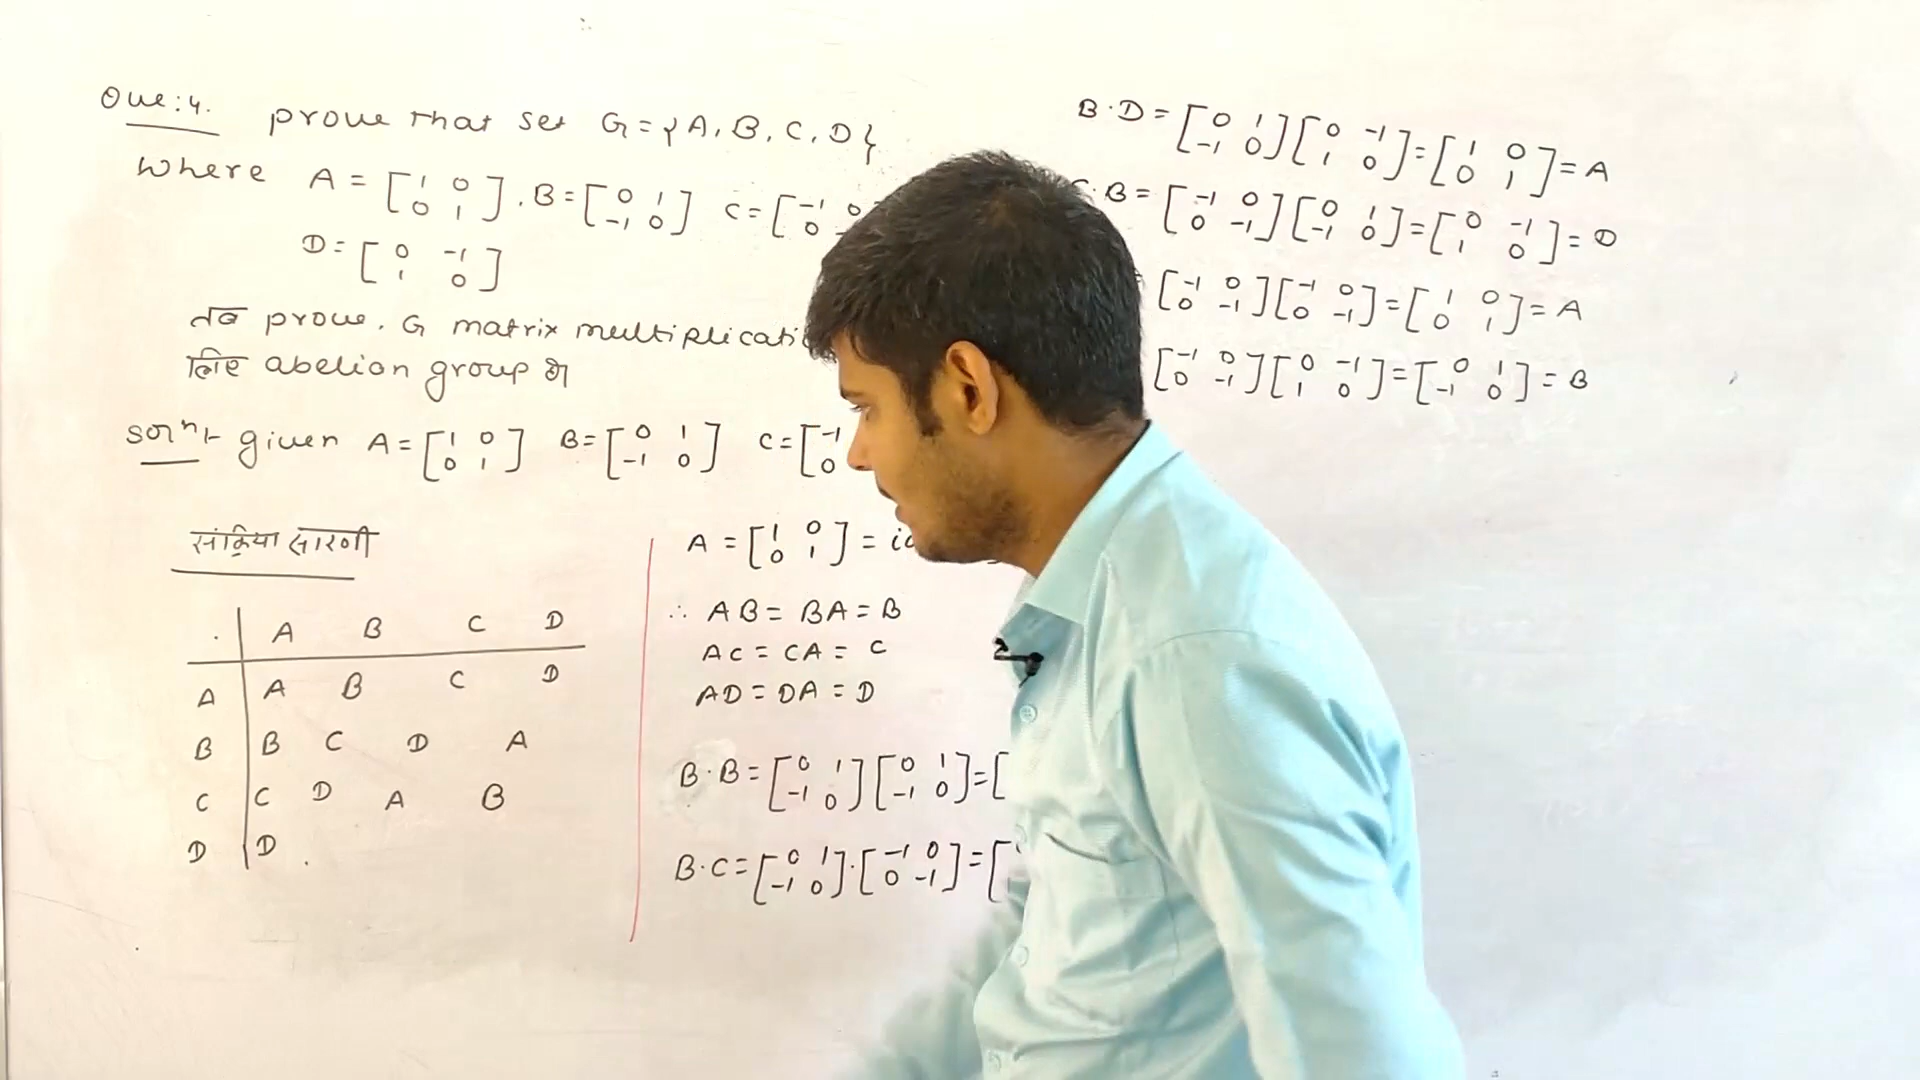 Que:4. prove that set G={A,B,C,D}
where A=[1 0 0 1],B=[0 1 -1 0] C=[-1 0 0
D=[0 -1 1 0]
तब prove. G matrix multiplicati
लिए abelion group है।
Solⁿ:- given A=[1 0 0 1] B=[0 1 -1 0] C=[-1 0
संक्रिया सारणी
. A B C D
A A B C D
B B C D A
C C D A B
D D .
A=[1 0 0 1]=
∴ AB=BA=B
AC=CA=C
AD=DA=D
B·B=[0 1 -1 0][0 1 -1 0]=[
B·C=[0 1 -1 0]·[-1 0 0 -1]=[
B·D=[0 1 -1 0][0 -1 1 0]=[1 0 0 1]=A
·B=[-1 0 0 -1][0 1 -1 0]=[0 -1 1 0]=D
[-1 0 0 -1][-1 0 0 -1]=[1 0 0 1]=A
[-1 0 0 -1][0 -1 1 0]=[0 1 -1 0]=B